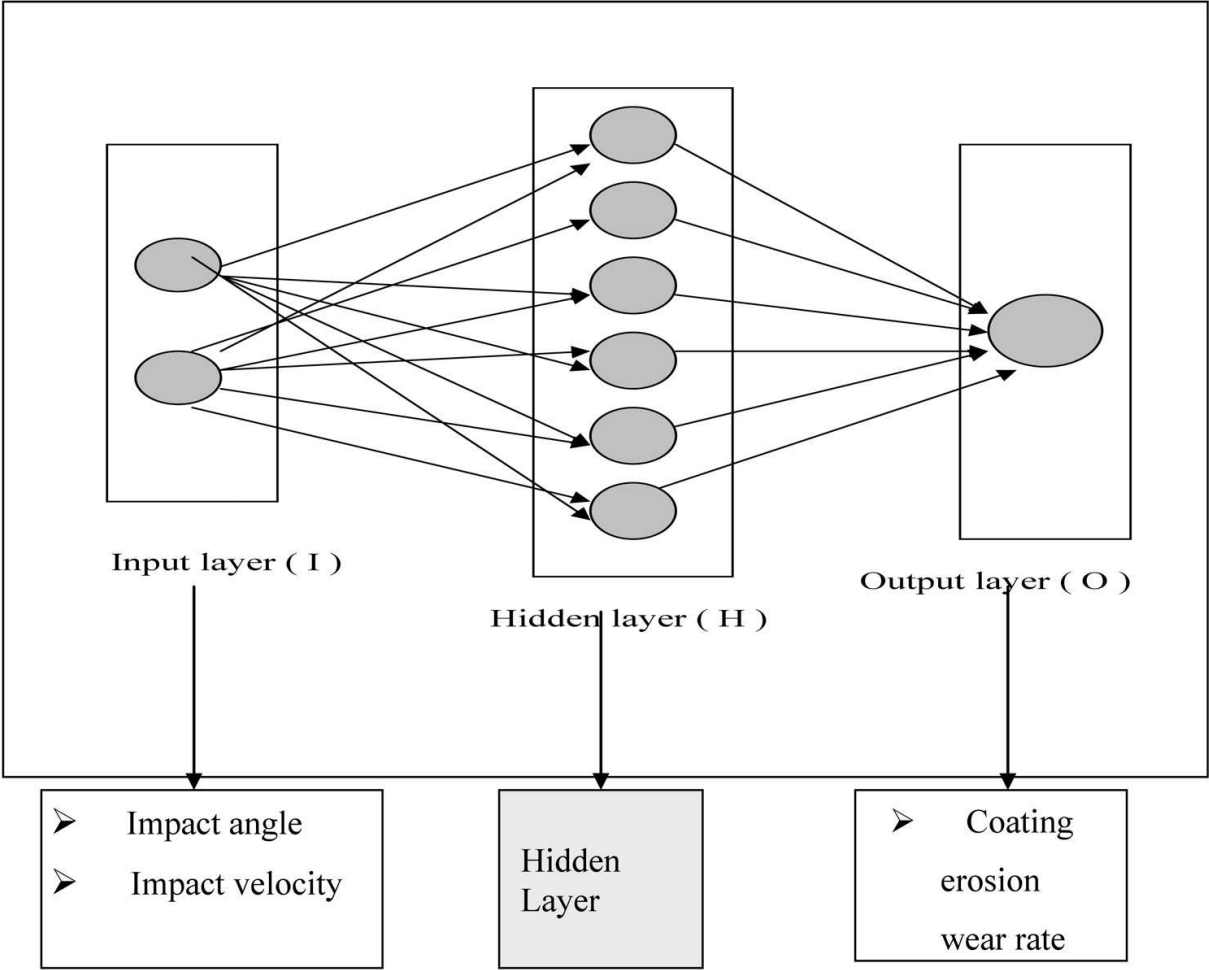 Input layer ( I )
Hidden layer ( H )
Output layer ( O )
➢ Impact angle
➢ Impact velocity
Hidden
Layer
➢ Coating
erosion
wear rate